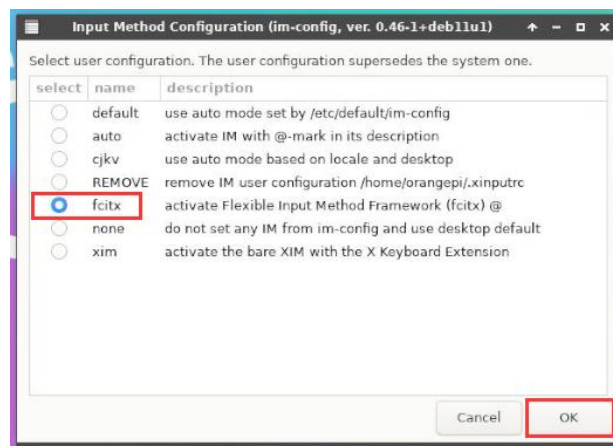 Input Method Configuration (im-config, ver. 0.46-1+deb11u1)
Select user configuration. The user configuration supersedes the system one.
select name description
default use auto mode set by /etc/default/im-config
auto activate IM with @-mark in its description
cjkv use auto mode based on locale and desktop
REMOVE remove IM user configuration /home/orangepi/.xinputrc
fcitx activate Flexible Input Method Framework (fcitx) @
none do not set any IM from im-config and use desktop default
xim activate the bare XIM with the X Keyboard Extension
Cancel OK